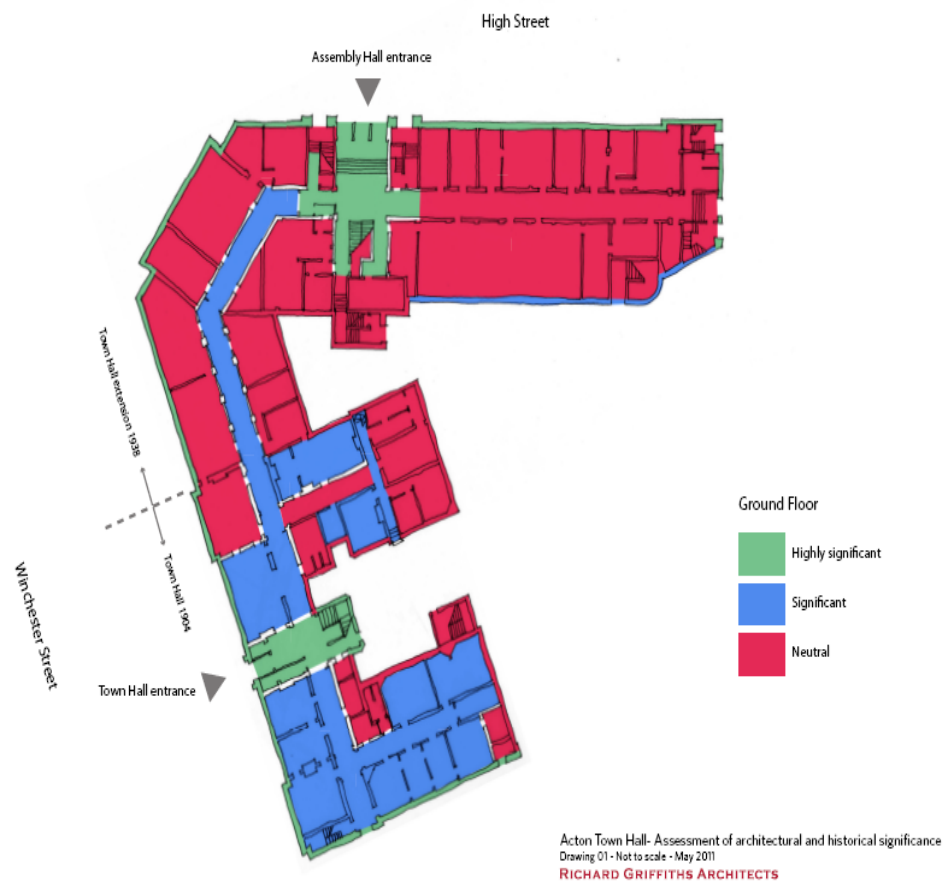 High Street
Assembly Hall entrance
Town Hall extension 1938
Town Hall 1904
Winchester Street
Town Hall entrance
Ground Floor
Highly significant
Significant
Neutral
Acton Town Hall- Assessment of architectural and historical significance
Drawing 01 - Not to scale - May 2011
RICHARD GRIFFITHS ARCHITECTS